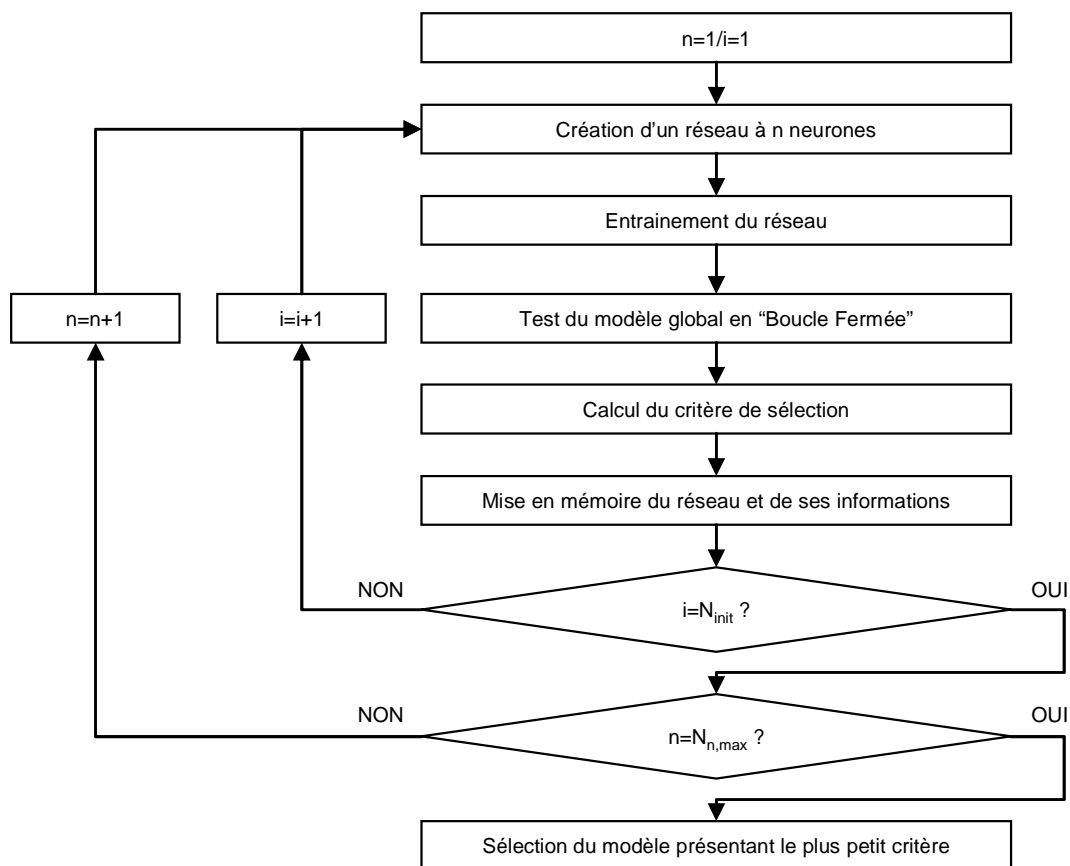 n=1/i=1
Création d’un réseau à n neurones
Entrainement du réseau
n=n+1
i=i+1
Test du modèle global en “Boucle Fermée”
Calcul du critère de sélection
Mise en mémoire du réseau et de ses informations
NON
OUI
i=Ninit ?
NON
OUI
n=Nn,max ?
Sélection du modèle présentant le plus petit critère